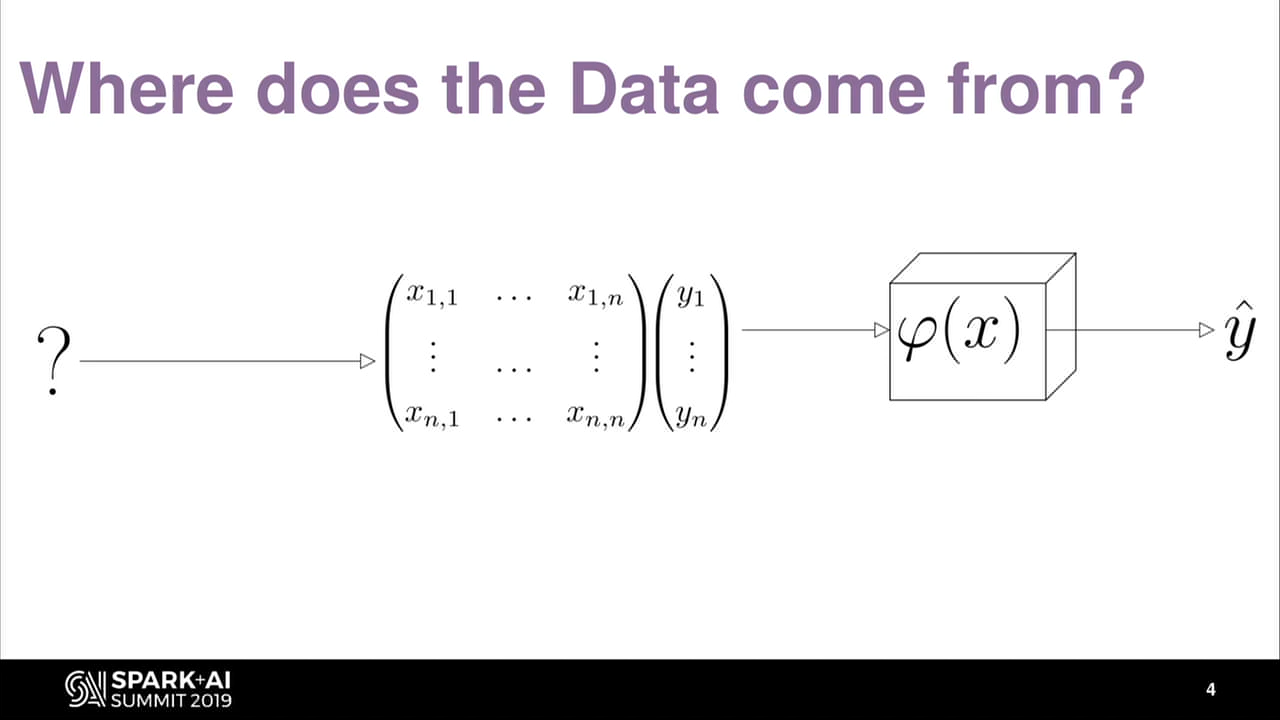 Where does the Data come from?
?
x1,1 ... x1,n
⋮ ... ⋮
xn,1 ... xn,n
y1
⋮
yn
φ(x)
ŷ
SPARK+AI
SUMMIT 2019
4